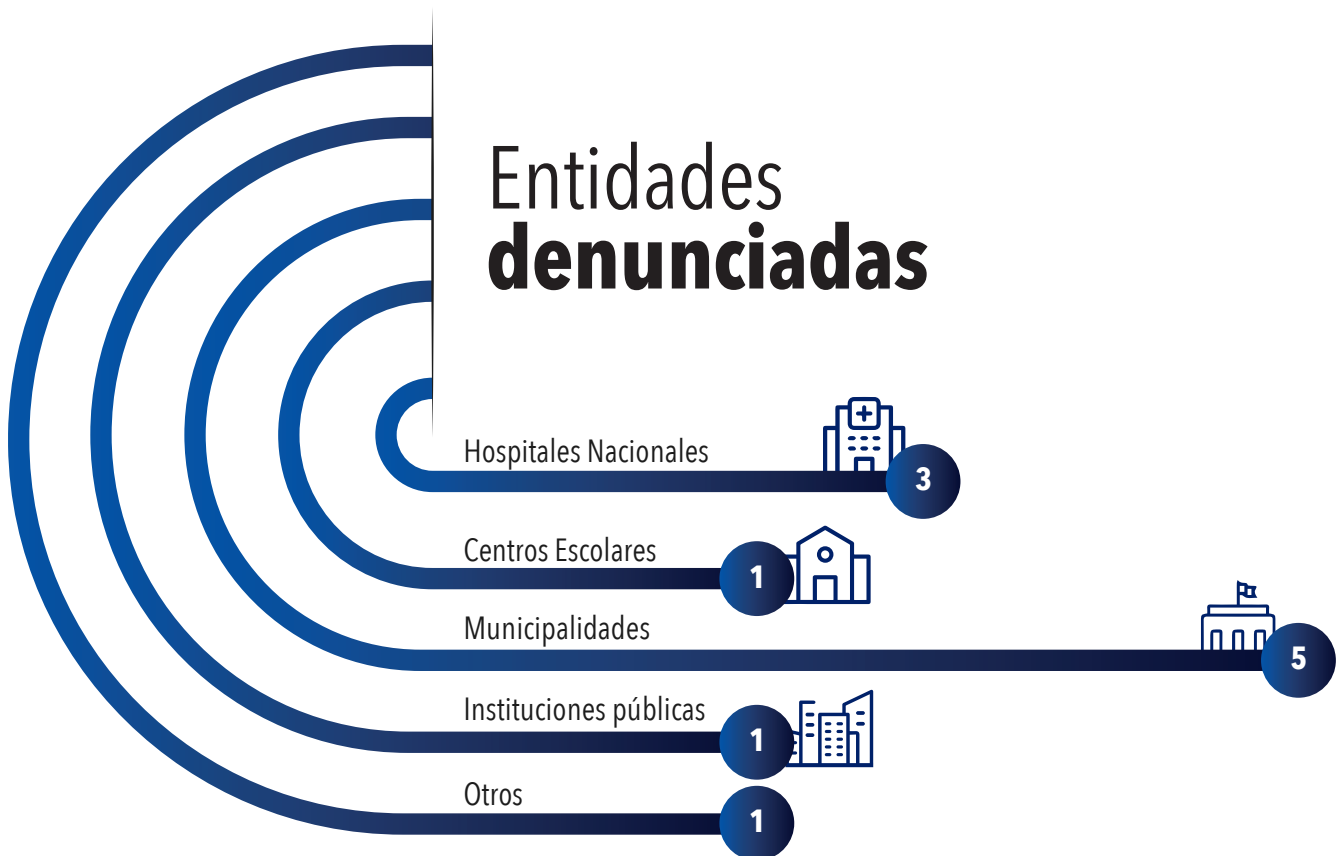 Entidades
denunciadas
Hospitales Nacionales
3
Centros Escolares
1
Municipalidades
5
Instituciones públicas
1
Otros
1